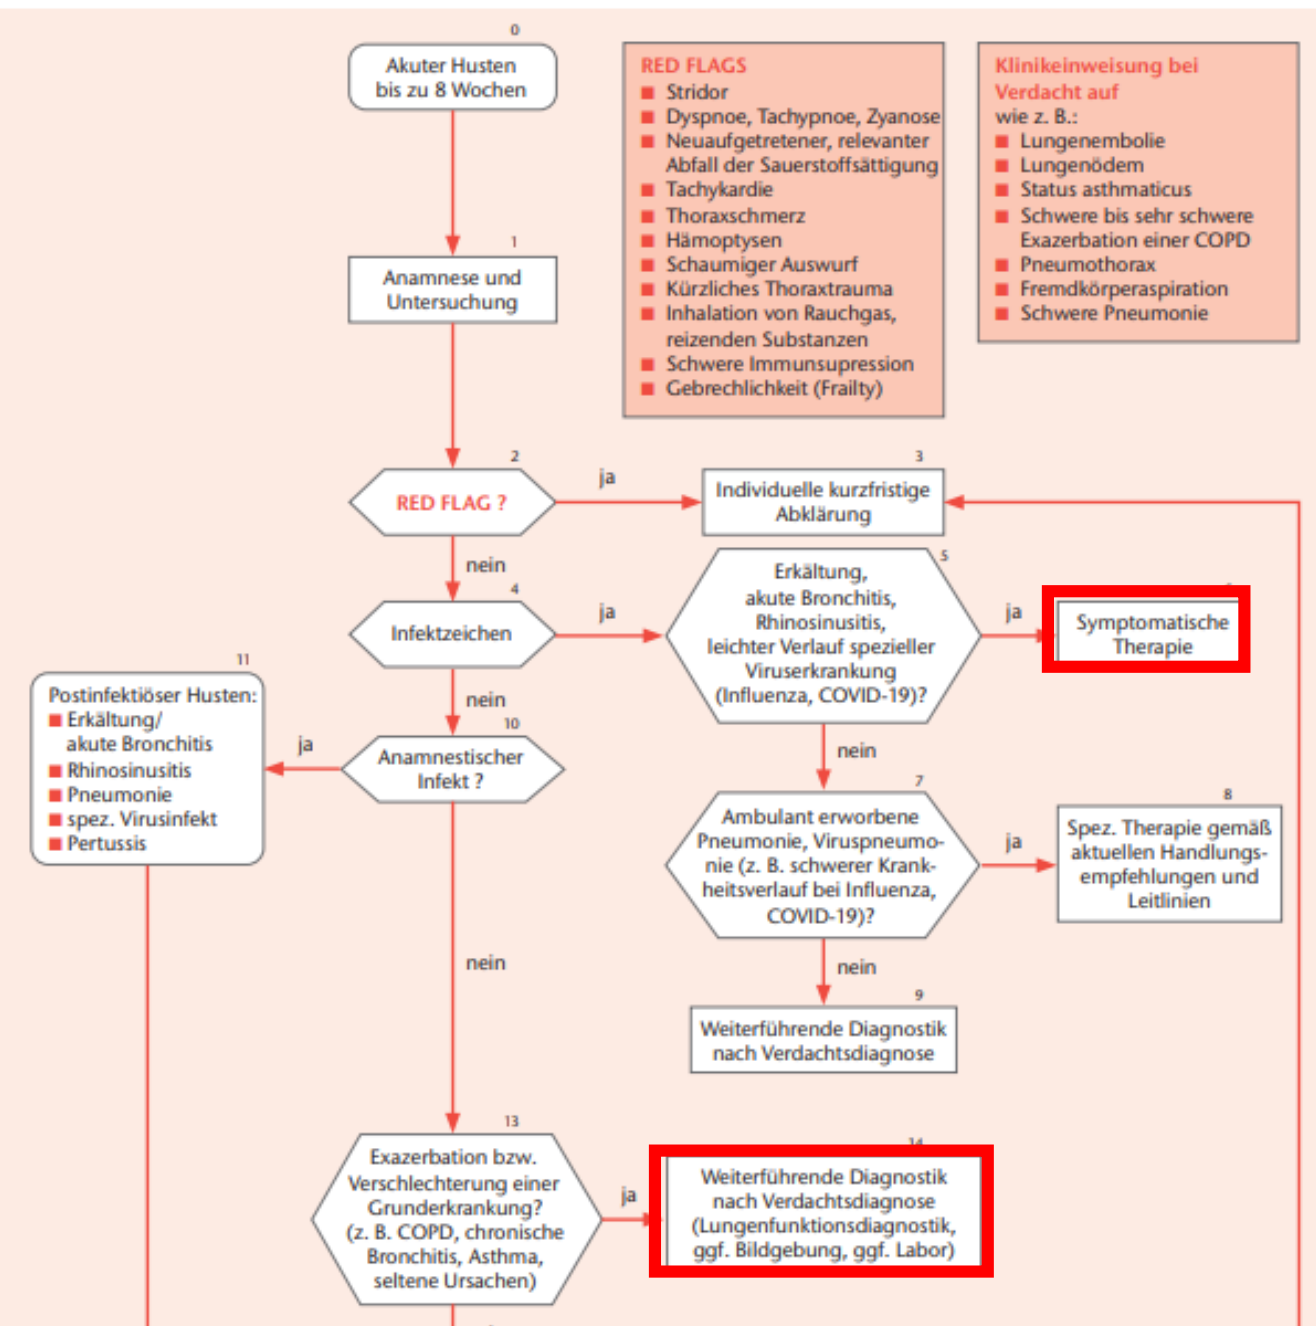 0
Akuter Husten
bis zu 8 Wochen
RED FLAGS
Stridor
Dyspnoe, Tachypnoe, Zyanose
Neuaufgetretener, relevanter
Abfall der Sauerstoffsättigung
Tachykardie
Thoraxschmerz
Hämoptysen
Schaumiger Auswurf
Kürzliches Thoraxtrauma
Inhalation von Rauchgas,
reizenden Substanzen
Schwere Immunsupression
Gebrechlichkeit (Frailty)
Klinikeinweisung bei
Verdacht auf
wie z. B.:
Lungenembolie
Lungenödem
Status asthmaticus
Schwere bis sehr schwere
Exazerbation einer COPD
Pneumothorax
Fremdkörperaspiration
Schwere Pneumonie
1
Anamnese und
Untersuchung
2
RED FLAG ?
ja
3
Individuelle kurzfristige
Abklärung
nein
4
Infektzeichen
ja
5
Erkältung,
akute Bronchitis,
Rhinosinusitis,
leichter Verlauf spezieller
Viruserkrankung
(Influenza, COVID-19)?
ja
Symptomatische
Therapie
nein
10
Anamnestischer
Infekt ?
ja
11
Postinfektiöser Husten:
Erkältung/
akute Bronchitis
Rhinosinusitis
Pneumonie
spez. Virusinfekt
Pertussis
nein
7
Ambulant erworbene
Pneumonie, Viruspneumo-
nie (z. B. schwerer Krank-
heitsverlauf bei Influenza,
COVID-19)?
ja
8
Spez. Therapie gemäß
aktuellen Handlungs-
empfehlungen und
Leitlinien
nein
9
Weiterführende Diagnostik
nach Verdachtsdiagnose
nein
13
Exazerbation bzw.
Verschlechterung einer
Grunderkrankung?
(z. B. COPD, chronische
Bronchitis, Asthma,
seltene Ursachen)
ja
14
Weiterführende Diagnostik
nach Verdachtsdiagnose
(Lungenfunktionsdiagnostik,
ggf. Bildgebung, ggf. Labor)